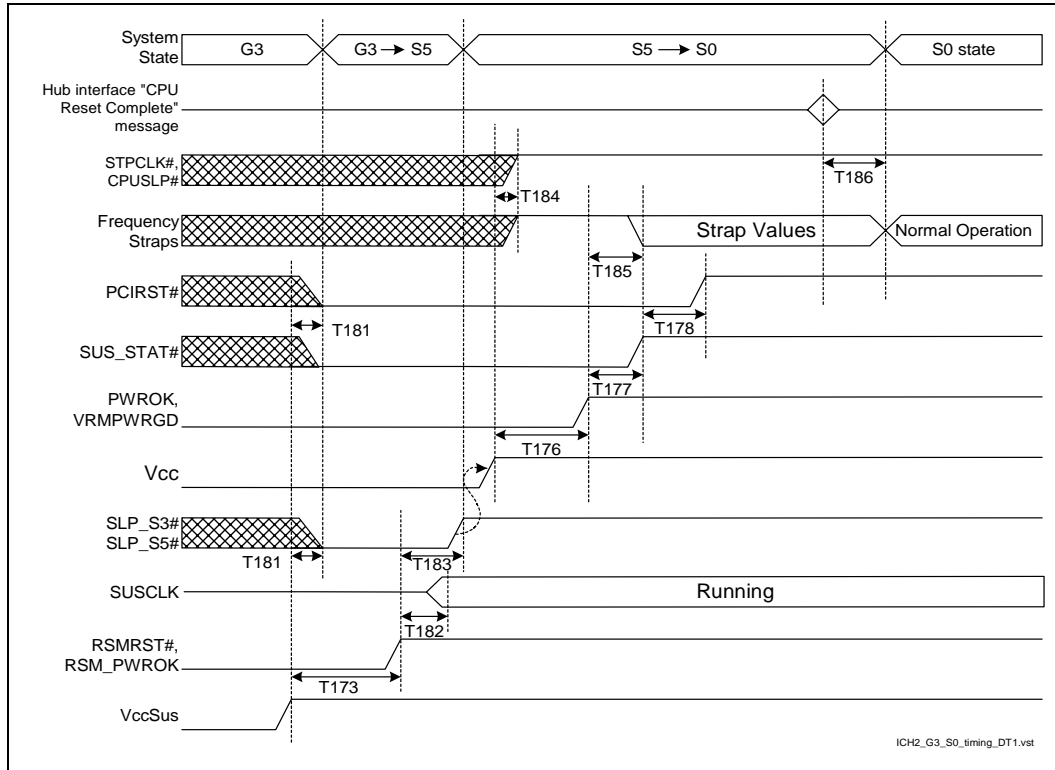 System
State
G3
G3 → S5
S5 → S0
S0 state
Hub interface "CPU
Reset Complete"
message
STPCLK#,
CPUSLP#
T184
T186
Frequency
Straps
Strap Values
Normal Operation
T185
PCIRST#
T181
T178
SUS_STAT#
T177
PWROK,
VRMPWRGD
T176
Vcc
SLP_S3#
SLP_S5#
T181
T183
SUSCLK
Running
T182
RSMRST#,
RSM_PWROK
T173
VccSus
ICH2_G3_S0_timing_DT1.vst